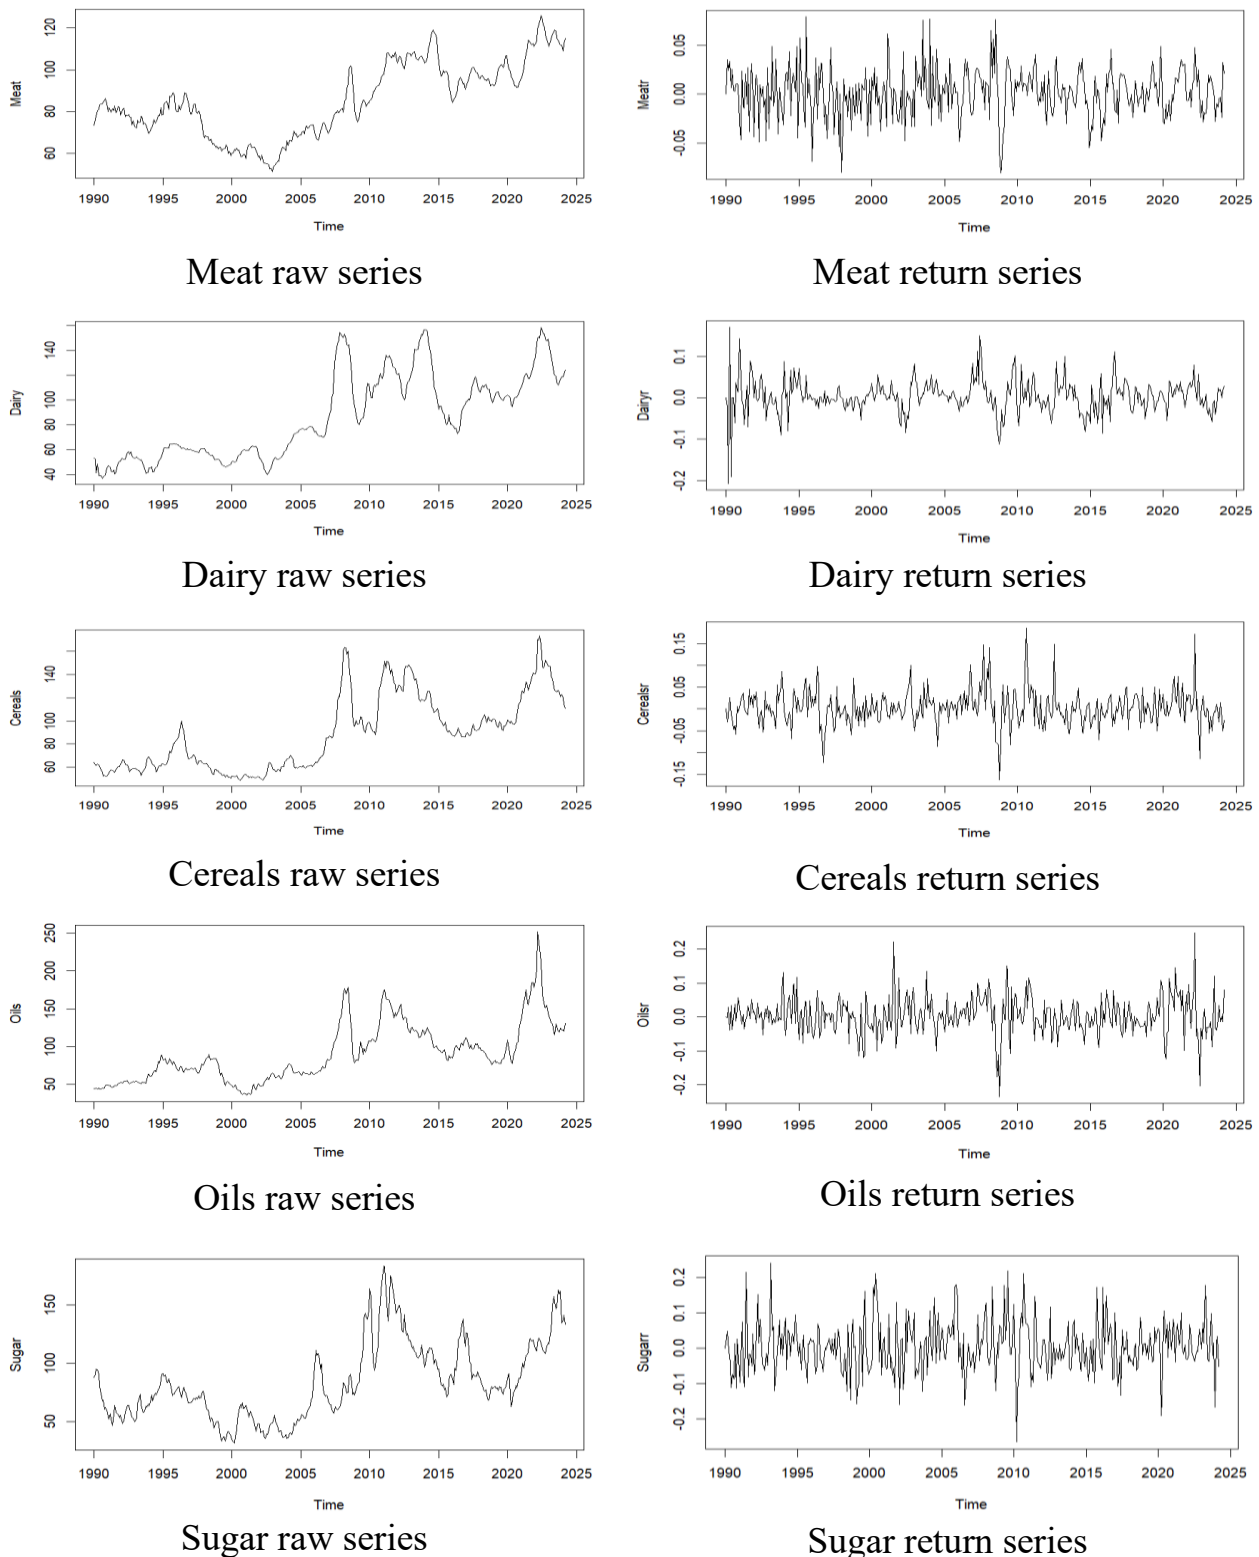 Meat
60 80 100 120
1990 1995 2000 2005 2010 2015 2020 2025
Time
Meat raw series
Meatr
-0.05 0.00 0.05
1990 1995 2000 2005 2010 2015 2020 2025
Time
Meat return series
Dairy
40 60 80 100 140
1990 1995 2000 2005 2010 2015 2020 2025
Time
Dairy raw series
Dairyr
-0.2 -0.1 0.0 0.1
1990 1995 2000 2005 2010 2015 2020 2025
Time
Dairy return series
Cereals
60 80 100 140
1990 1995 2000 2005 2010 2015 2020 2025
Time
Cereals raw series
Cerealsr
-0.15 -0.05 0.05 0.15
1990 1995 2000 2005 2010 2015 2020 2025
Time
Cereals return series
Oils
50 100 150 200 250
1990 1995 2000 2005 2010 2015 2020 2025
Time
Oils raw series
Oilsr
-0.2 -0.1 0.0 0.1 0.2
1990 1995 2000 2005 2010 2015 2020 2025
Time
Oils return series
Sugar
50 100 150
1990 1995 2000 2005 2010 2015 2020 2025
Time
Sugar raw series
Sugarr
-0.2 -0.1 0.0 0.1 0.2
1990 1995 2000 2005 2010 2015 2020 2025
Time
Sugar return series